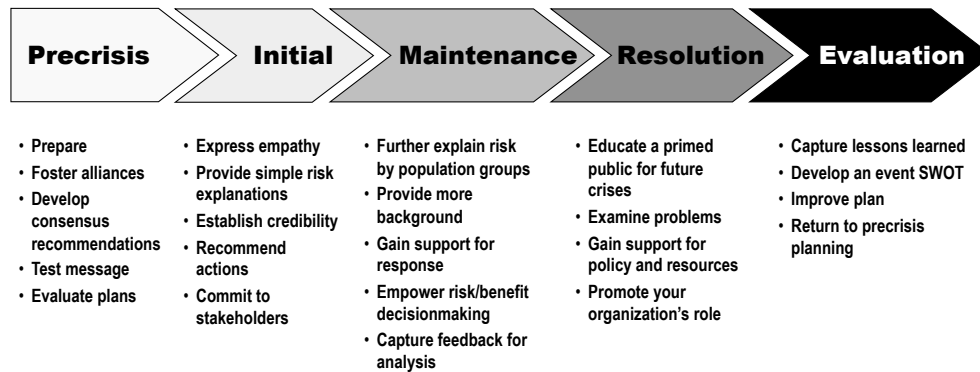 Precrisis
Initial
Maintenance
Resolution
Evaluation
• Prepare
• Foster alliances
• Develop
consensus
recommendations
• Test message
• Evaluate plans
• Express empathy
• Provide simple risk
explanations
• Establish credibility
• Recommend
actions
• Commit to
stakeholders
• Further explain risk
by population groups
• Provide more
background
• Gain support for
response
• Empower risk/benefit
decisionmaking
• Capture feedback for
analysis
• Educate a primed
public for future
crises
• Examine problems
• Gain support for
policy and resources
• Promote your
organization's role
• Capture lessons learned
• Develop an event SWOT
• Improve plan
• Return to precrisis
planning